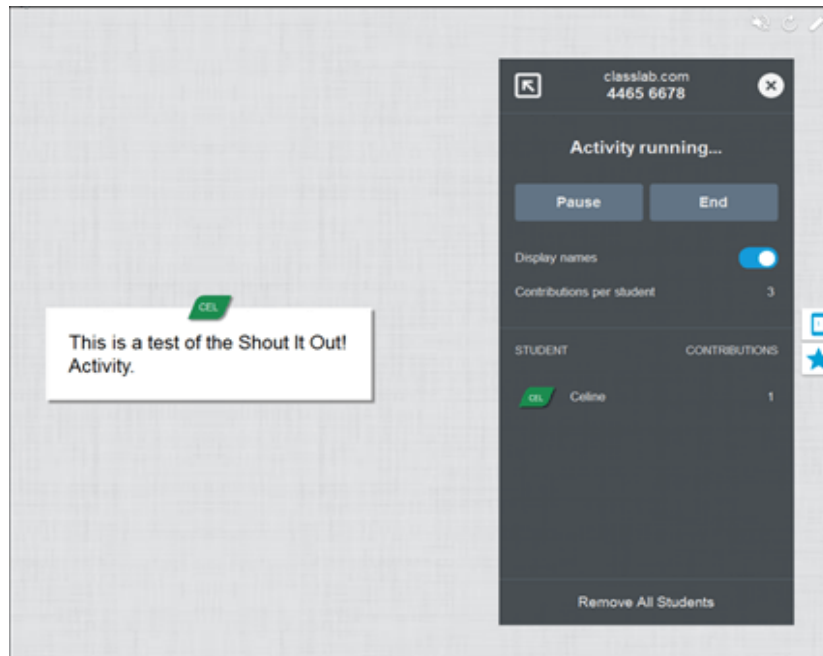 classlab.com
4465 6678
Activity running...
Pause End
Display names
Contributions per student 3
CEL
This is a test of the Shout It Out!
Activity.
STUDENT CONTRIBUTIONS
CEL Celine 1
Remove All Students